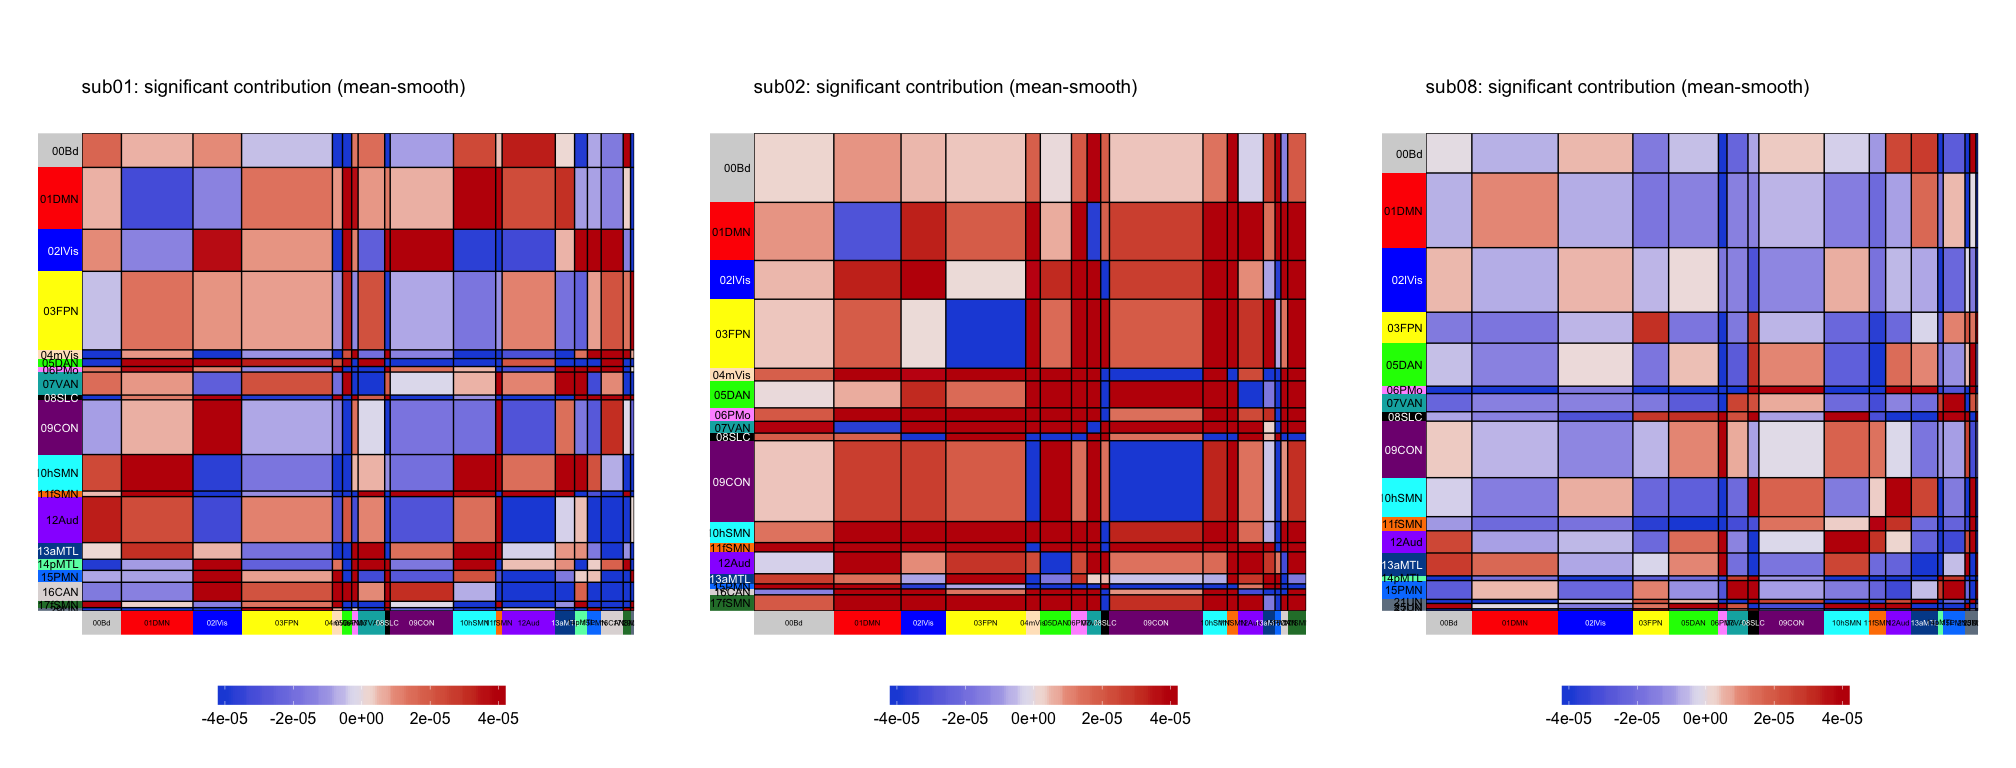 sub01: significant contribution (mean-smooth)
00Bd
01DMN
02lVis
03FPN
04mVis
05DAN
06PMo
07VAN
08SLC
09CON
10hSMN
11fSMN
12Aud
13aMTL
14pMTL
15PMN
16CAN
17fSMN
00Bd 01DMN 02lVis 03FPN 08SLC 09CON 10hSMN 12Aud
-4e-05 -2e-05 0e+00 2e-05 4e-05
sub02: significant contribution (mean-smooth)
00Bd
01DMN
02lVis
03FPN
04mVis
05DAN
06PMo
07VAN
08SLC
09CON
10hSMN
11fSMN
12Aud
13aMTL
15PMN
16CAN
17fSMN
00Bd 01DMN 02lVis 03FPN 05DAN 08SLC 09CON 10hSMN
-4e-05 -2e-05 0e+00 2e-05 4e-05
sub08: significant contribution (mean-smooth)
00Bd
01DMN
02lVis
03FPN
05DAN
06PMo
07VAN
08SLC
09CON
10hSMN
11fSMN
12Aud
13aMTL
14pMTL
15PMN
00Bd 01DMN 02lVis 03FPN 05DAN 08SLC 09CON 10hSMN 11fSMN 12Aud
-4e-05 -2e-05 0e+00 2e-05 4e-05